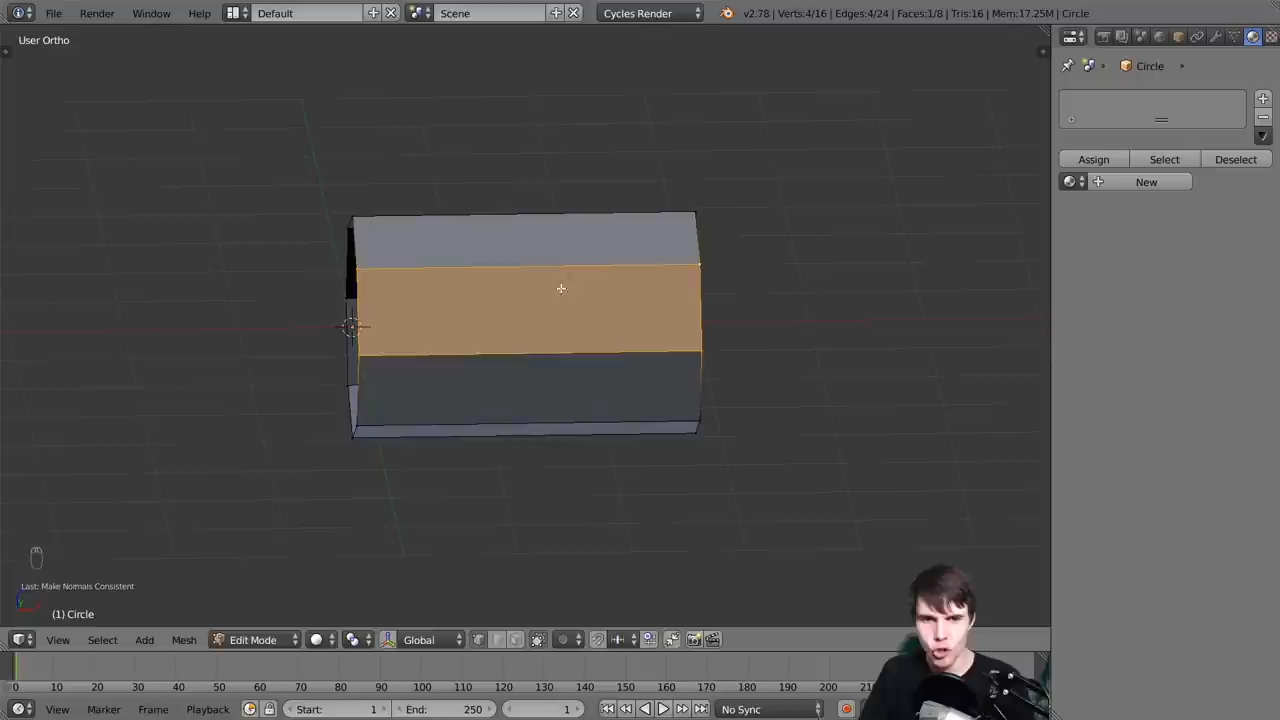 File Render Window Help Default Scene Cycles Render v2.78 | Verts:4/16 | Edges:4/24 | Faces:1/8 | Tris:16 | Mem:17.25M | Circle
User Ortho
Circle
Assign Select Deselect
New
Last: Make Normals Consistent
(1) Circle
View Select Add Mesh Edit Mode Global
0 10 20 30 40 50 60 70 80 90 100 110 120 130 140 150 160 170 180 190 200
View Marker Frame Playback Start: 1 End: 250 1 No Sync